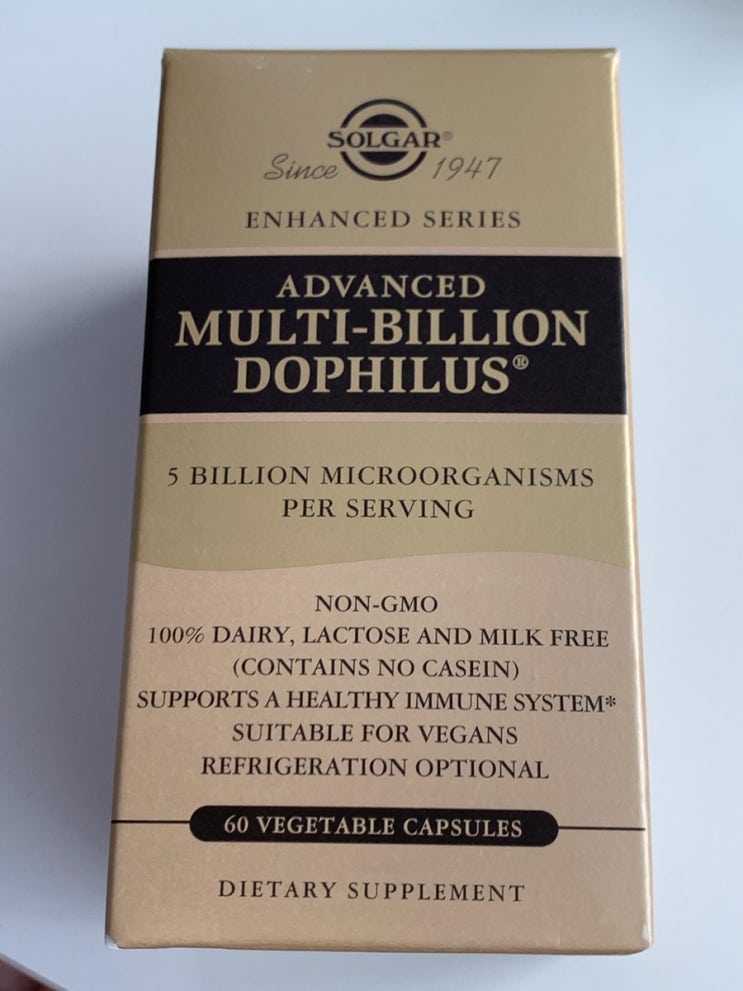 SOLGAR®
Since 1947
ENHANCED SERIES
ADVANCED
MULTI-BILLION
DOPHILUS®
5 BILLION MICROORGANISMS
PER SERVING
NON-GMO
100% DAIRY, LACTOSE AND MILK FREE
(CONTAINS NO CASEIN)
SUPPORTS A HEALTHY IMMUNE SYSTEM*
SUITABLE FOR VEGANS
REFRIGERATION OPTIONAL
60 VEGETABLE CAPSULES
DIETARY SUPPLEMENT